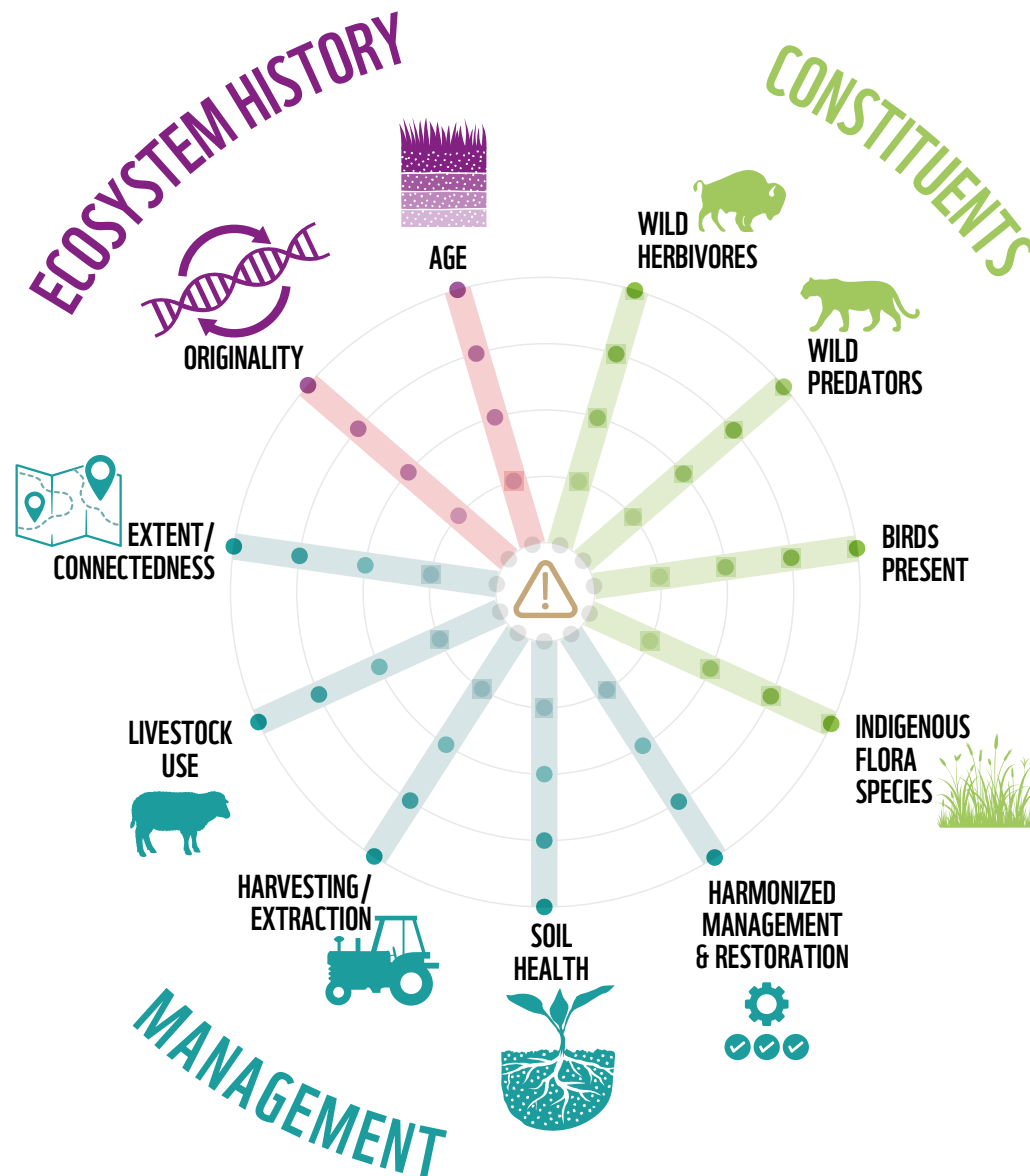 ECOSYSTEM HISTORY
CONSTITUENTS
AGE
WILD
HERBIVORES
ORIGINALITY
WILD
PREDATORS
EXTENT/
CONNECTEDNESS
BIRDS
PRESENT
LIVESTOCK
USE
INDIGENOUS
FLORA
SPECIES
HARVESTING/
EXTRACTION
SOIL
HEALTH
HARMONIZED
MANAGEMENT
& RESTORATION
MANAGEMENT